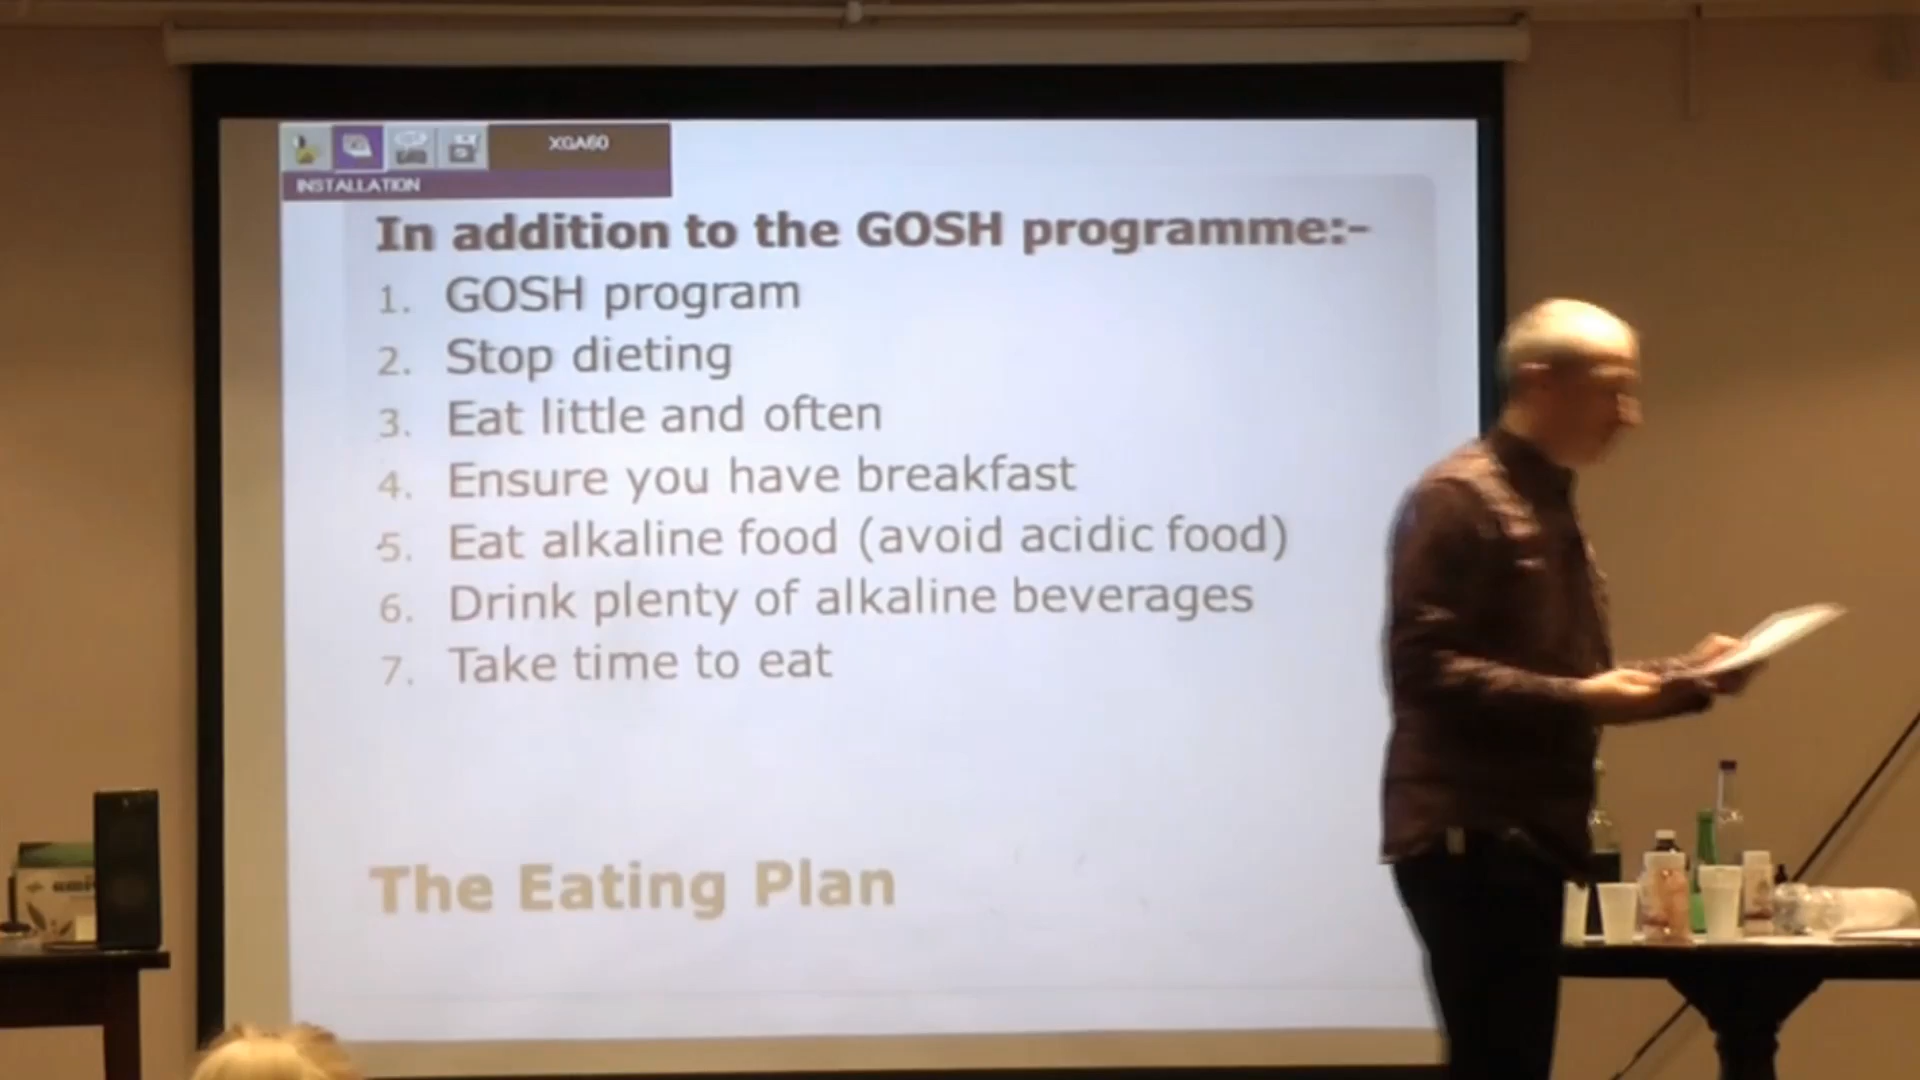 XGA60
INSTALLATION
In addition to the GOSH programme:-
1. GOSH program
2. Stop dieting
3. Eat little and often
4. Ensure you have breakfast
5. Eat alkaline food (avoid acidic food)
6. Drink plenty of alkaline beverages
7. Take time to eat
The Eating Plan